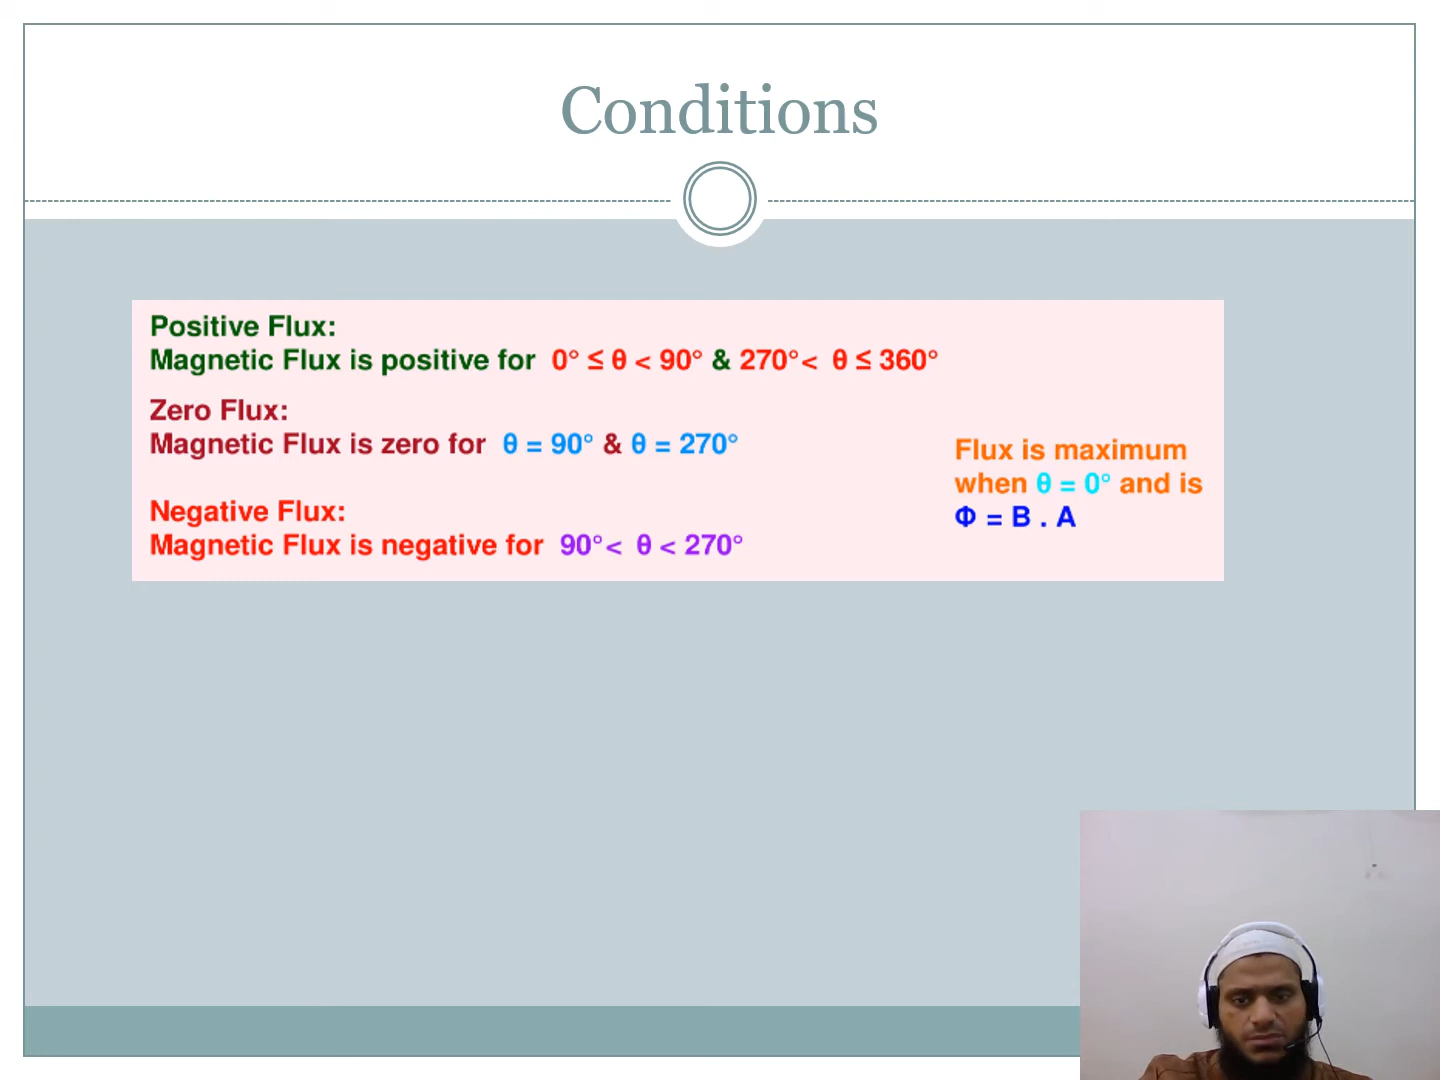 Conditions
Positive Flux:
Magnetic Flux is positive for 0° ≤ θ < 90° & 270°< θ ≤ 360°
Zero Flux:
Magnetic Flux is zero for θ = 90° & θ = 270°
Negative Flux:
Magnetic Flux is negative for 90°< θ < 270°
Flux is maximum
when θ = 0° and is
Φ = B . A